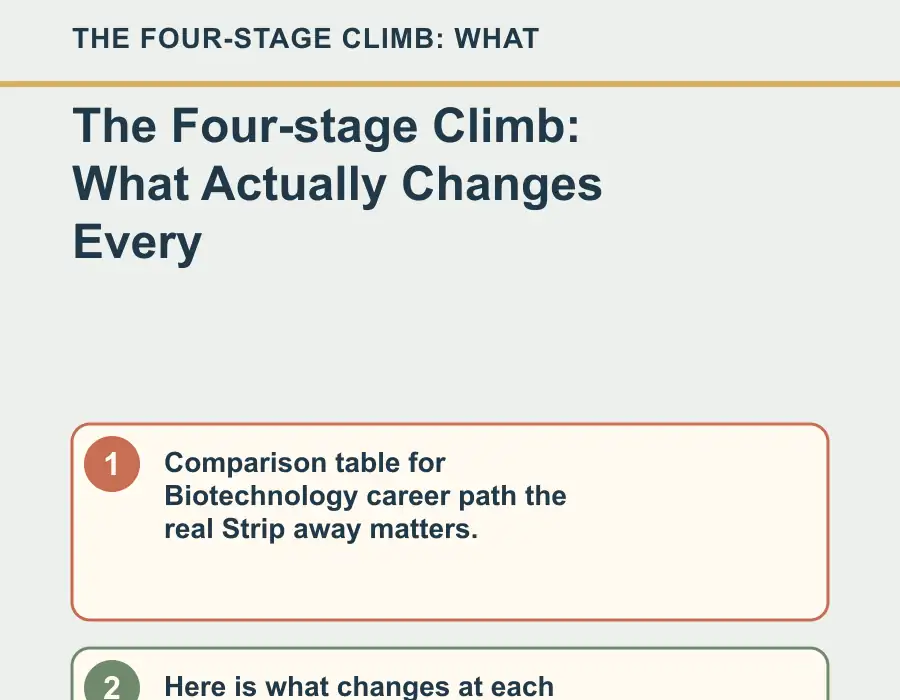 THE FOUR-STAGE CLIMB: WHAT
The Four-stage Climb:
What Actually Changes
Every
1
Comparison table for
Biotechnology career path the
real Strip away matters.
2
Here is what changes at each